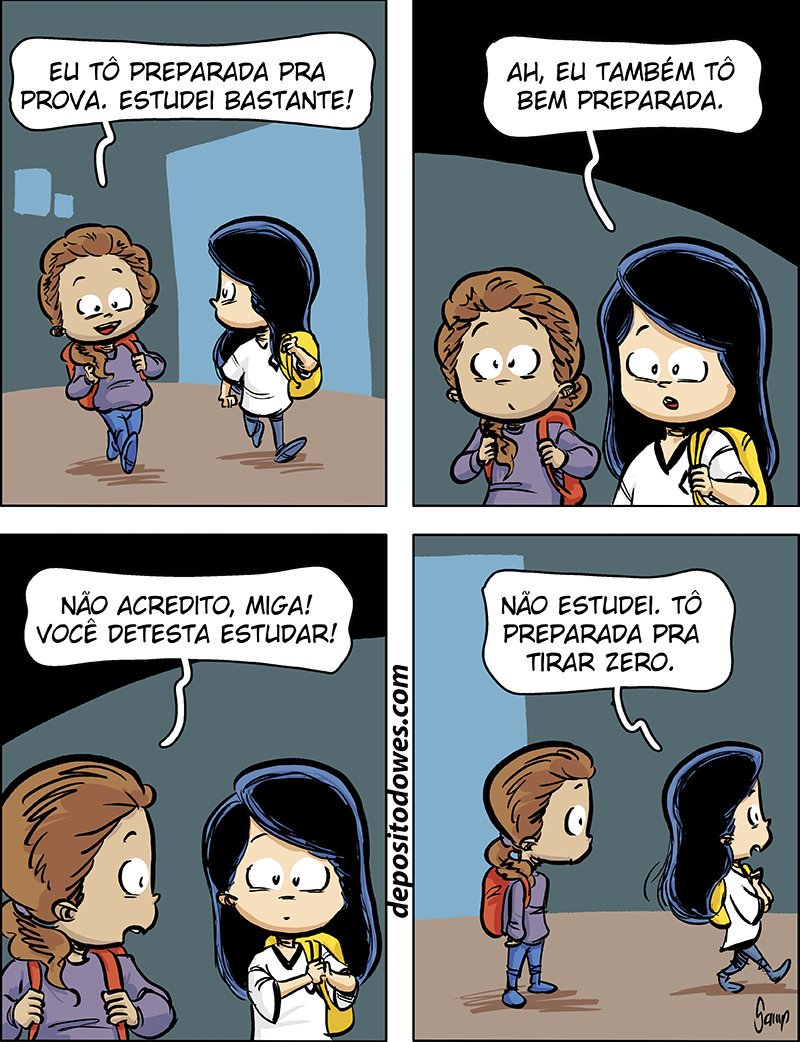 EU TÔ PREPARADA PRA
PROVA. ESTUDEI BASTANTE!
AH, EU TAMBÉM TÔ
BEM PREPARADA.
NÃO ACREDITO, MIGA!
VOCÊ DETESTA ESTUDAR!
NÃO ESTUDEI. TÔ
PREPARADA PRA
TIRAR ZERO.
depositodowes.com